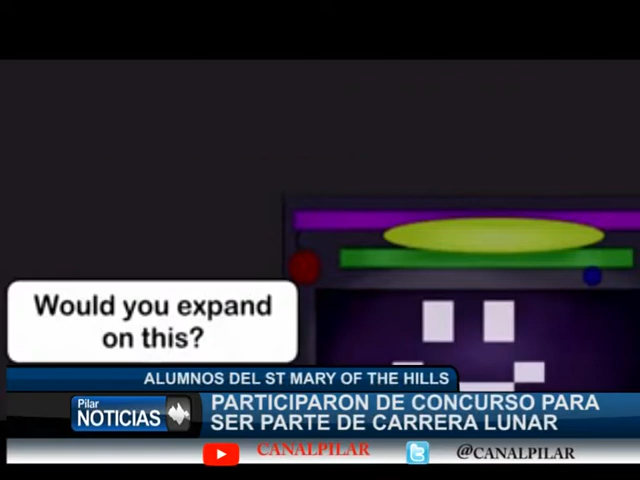 Would you expand
on this?
ALUMNOS DEL ST MARY OF THE HILLS
Pilar
NOTICIAS
PARTICIPARON DE CONCURSO PARA
SER PARTE DE CARRERA LUNAR
CANALPILAR
@CANALPILAR